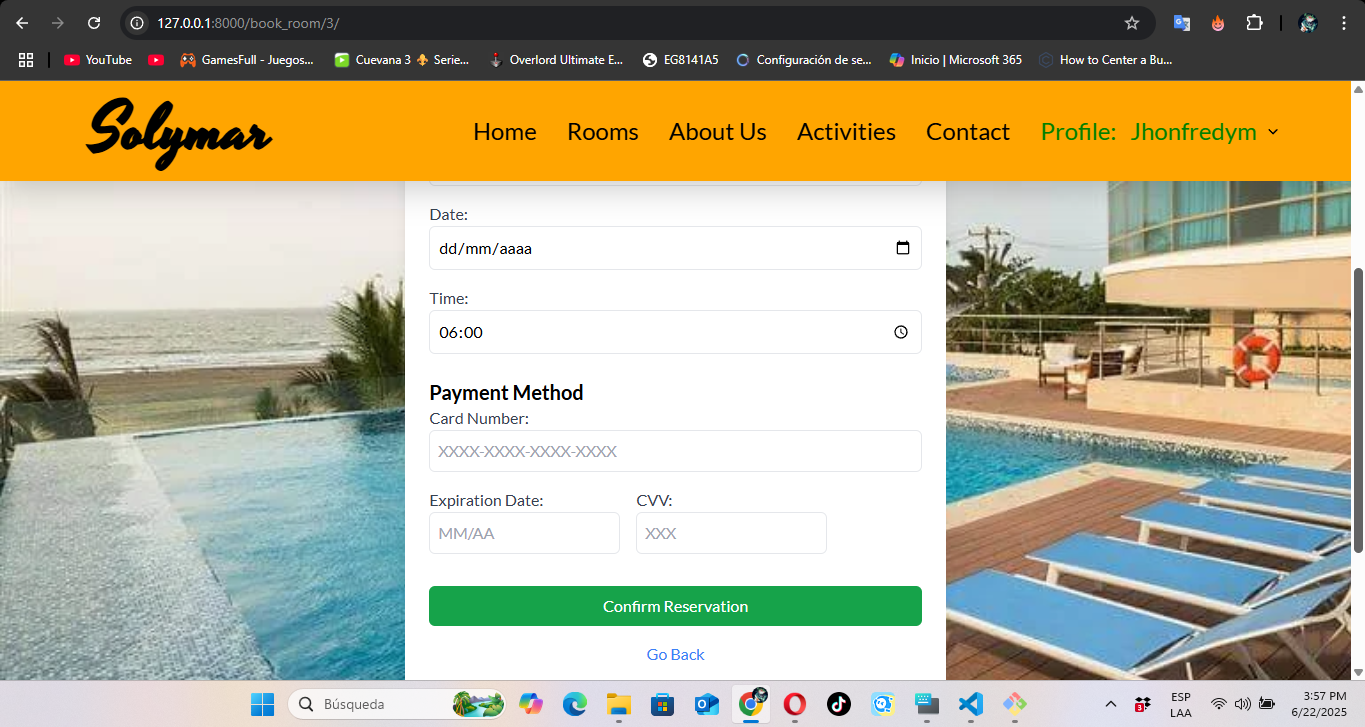 127.0.0.1:8000/book_room/3/
YouTube
GamesFull - Juegos...
Cuevana 3 ⚜ Serie...
Overlord Ultimate E...
EG8141A5
Configuración de se...
Inicio | Microsoft 365
How to Center a Bu...
Solymar
Home
Rooms
About Us
Activities
Contact
Profile: Jhonfredym
Date:
dd/mm/aaaa
Time:
06:00
Payment Method
Card Number:
XXXX-XXXX-XXXX-XXXX
Expiration Date:
CVV:
MM/AA
XXX
Confirm Reservation
Go Back
Búsqueda
3
ESP
LAA
3:57 PM
6/22/2025